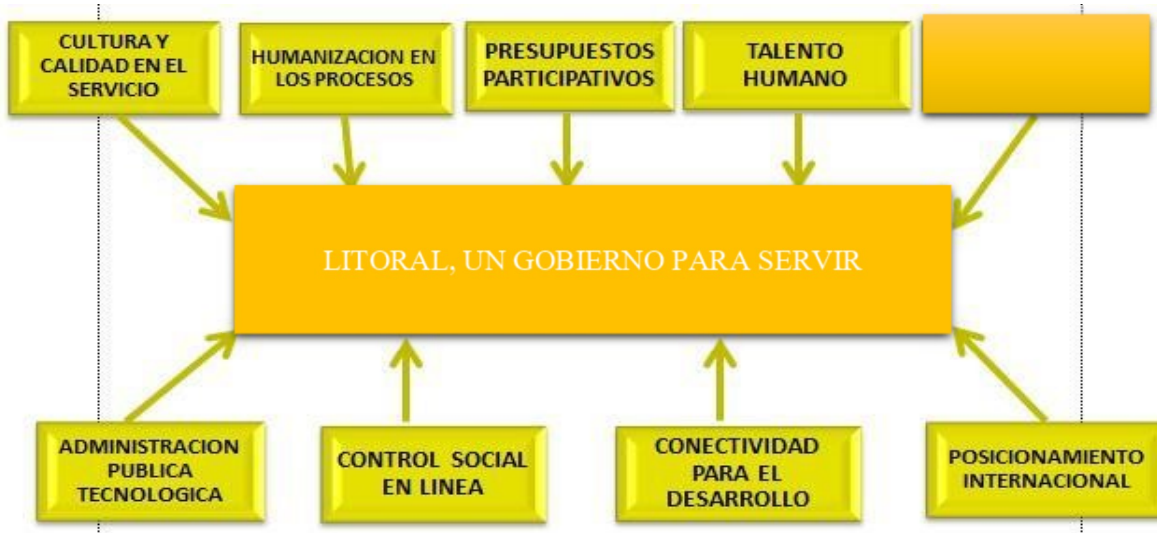 CULTURA Y
CALIDAD EN EL
SERVICIO
HUMANIZACION EN
LOS PROCESOS
PRESUPUESTOS
PARTICIPATIVOS
TALENTO
HUMANO
LITORAL, UN GOBIERNO PARA SERVIR
ADMINISTRACION
PUBLICA
TECNOLOGICA
CONTROL SOCIAL
EN LINEA
CONECTIVIDAD
PARA EL
DESARROLLO
POSICIONAMIENTO
INTERNACIONAL